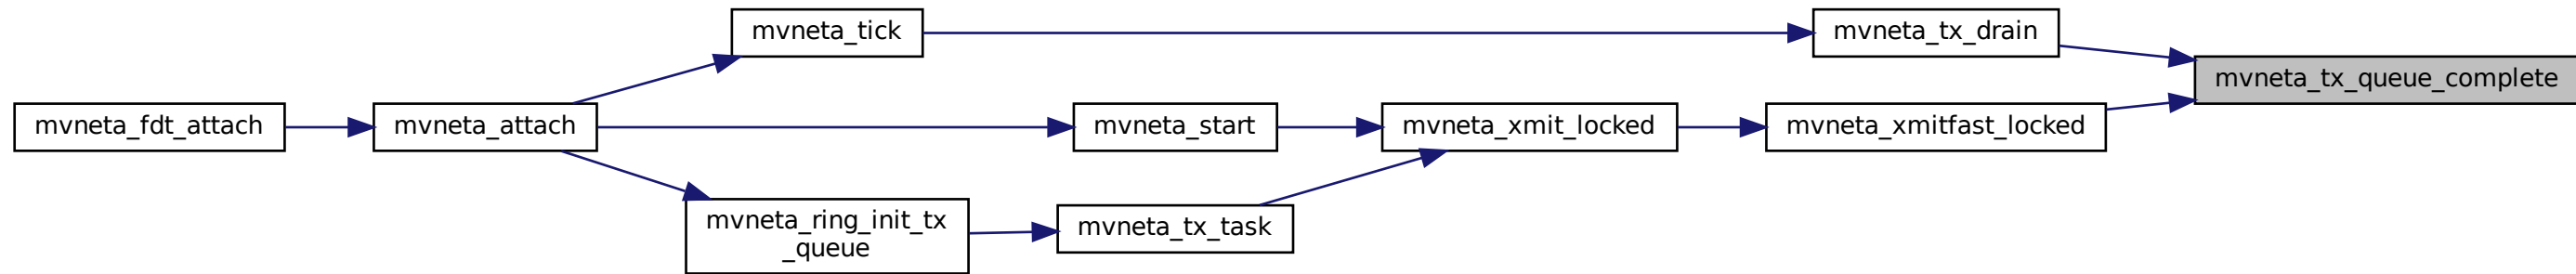 mvneta_tick
mvneta_tx_drain
mvneta_tx_queue_complete
mvneta_fdt_attach
mvneta_attach
mvneta_start
mvneta_xmit_locked
mvneta_xmitfast_locked
mvneta_ring_init_tx
_queue
mvneta_tx_task